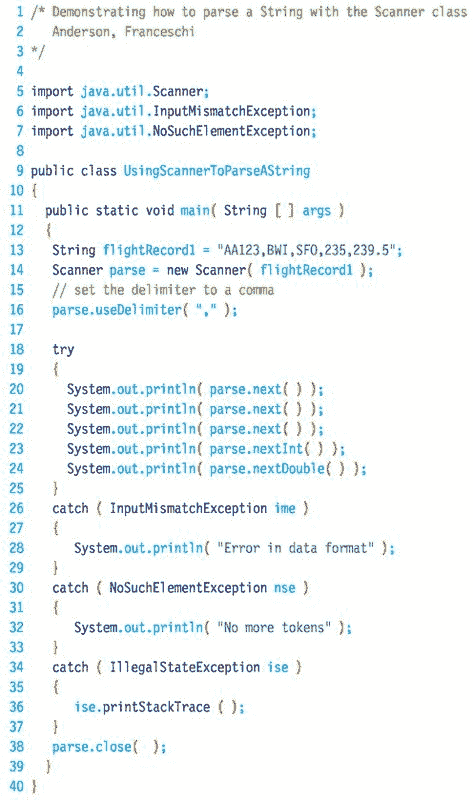 1 /* Demonstrating how to parse a String with the Scanner class
2    Anderson, Franceschi
3 */
4
5 import java.util.Scanner;
6 import java.util.InputMismatchException;
7 import java.util.NoSuchElementException;
8
9 public class UsingScannerToParseAString
10 {
11   public static void main( String [ ] args )
12   {
13    String flightRecord1 = "AA123,BWI,SFO,235,239.5";
14    Scanner parse = new Scanner( flightRecord1 );
15    // set the delimiter to a comma
16    parse.useDelimiter( "," );
17
18    try
19    {
20      System.out.println( parse.next( ) );
21      System.out.println( parse.next( ) );
22      System.out.println( parse.next( ) );
23      System.out.println( parse.nextInt( ) );
24      System.out.println( parse.nextDouble( ) );
25    }
26    catch ( InputMismatchException ime )
27    {
28       System.out.println( "Error in data format" );
29    }
30    catch ( NoSuchElementException nse )
31    {
32       System.out.println( "No more tokens" );
33    }
34    catch ( IllegalStateException ise )
35    {
36       ise.printStackTrace ( );
37    }
38    parse.close(  );
39   }
40 }